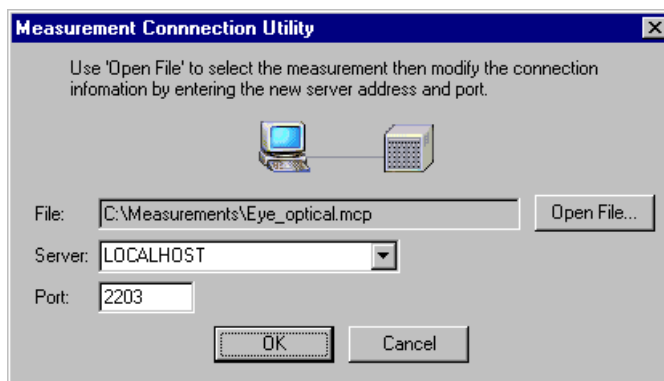 Measurement Connnection Utility
Use 'Open File' to select the measurement then modify the connection
infomation by entering the new server address and port.
File: C:\Measurements\Eye_optical.mcp Open File...
Server: LOCALHOST
Port: 2203
OK Cancel